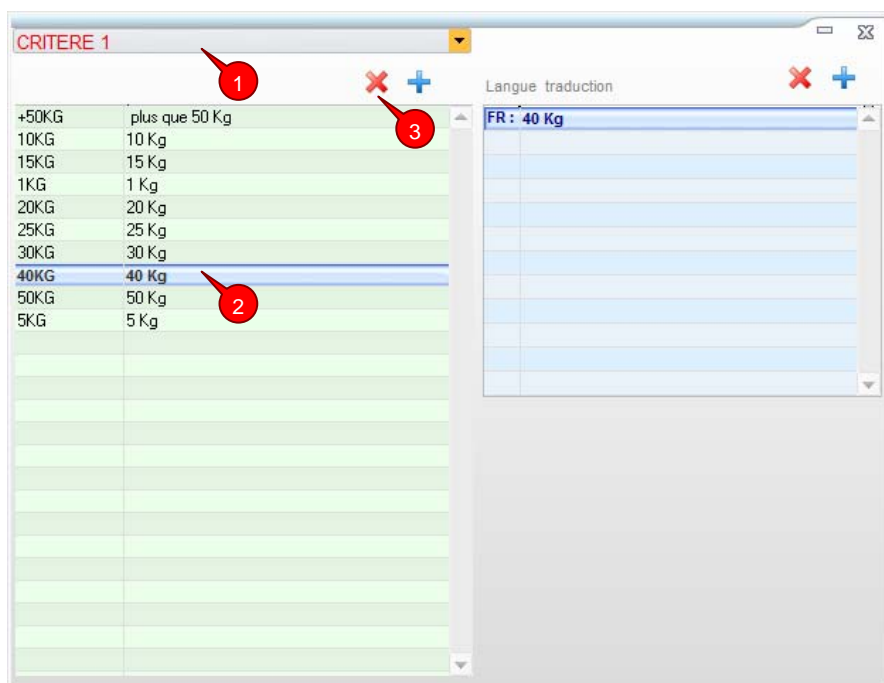 CRITERE 1
1
3
Langue traduction
+50KG plus que 50 Kg
10KG 10 Kg
15KG 15 Kg
1KG 1 Kg
20KG 20 Kg
25KG 25 Kg
30KG 30 Kg
40KG 40 Kg
2
50KG 50 Kg
5KG 5 Kg
FR : 40 Kg